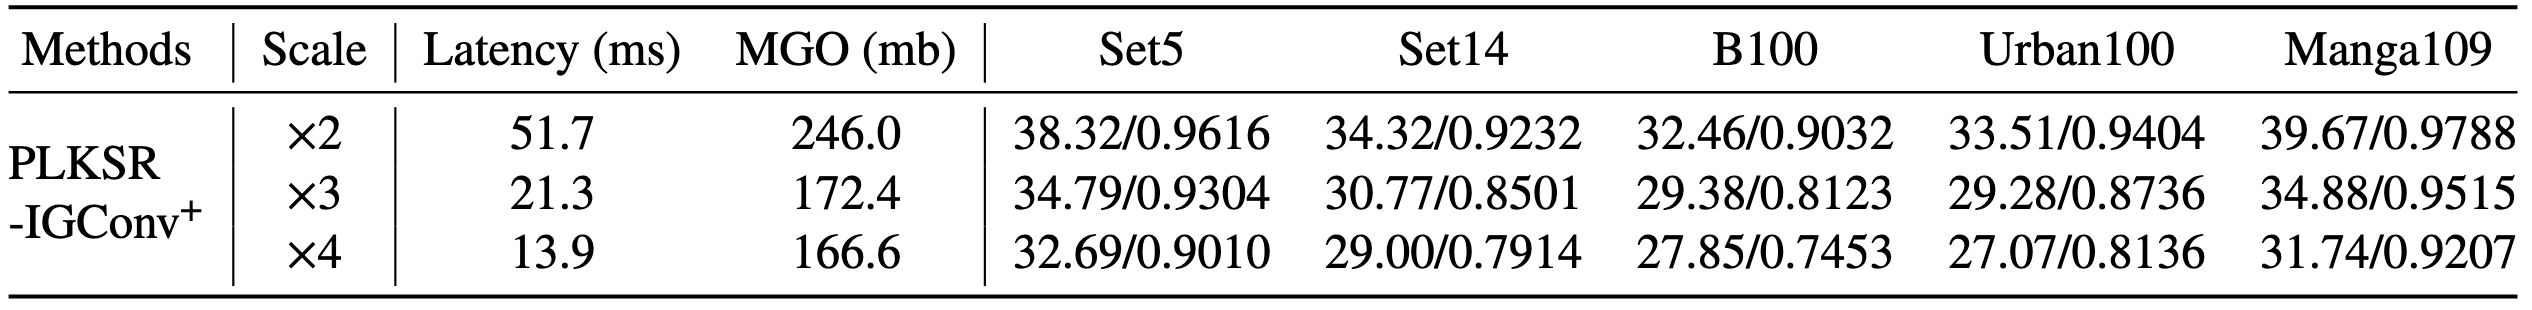 Methods Scale Latency (ms) MGO (mb) Set5 Set14 B100 Urban100 Manga109
PLKSR
-IGConv⁺
×2 51.7 246.0 38.32/0.9616 34.32/0.9232 32.46/0.9032 33.51/0.9404 39.67/0.9788
×3 21.3 172.4 34.79/0.9304 30.77/0.8501 29.38/0.8123 29.28/0.8736 34.88/0.9515
×4 13.9 166.6 32.69/0.9010 29.00/0.7914 27.85/0.7453 27.07/0.8136 31.74/0.9207